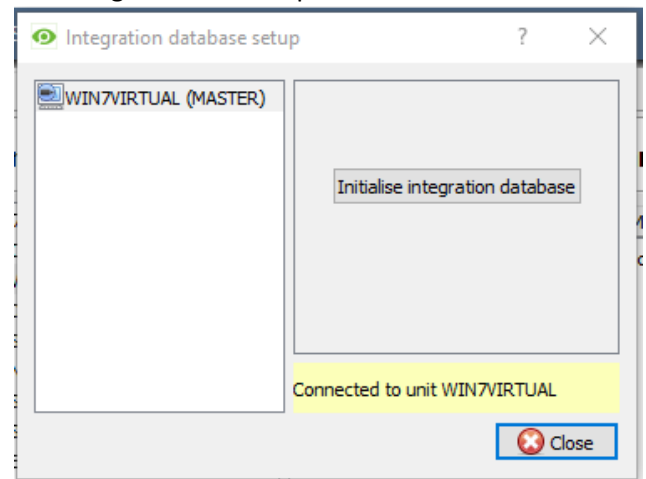 Integration database setup
?
WIN7VIRTUAL (MASTER)
Initialise integration database
Connected to unit WIN7VIRTUAL
Close